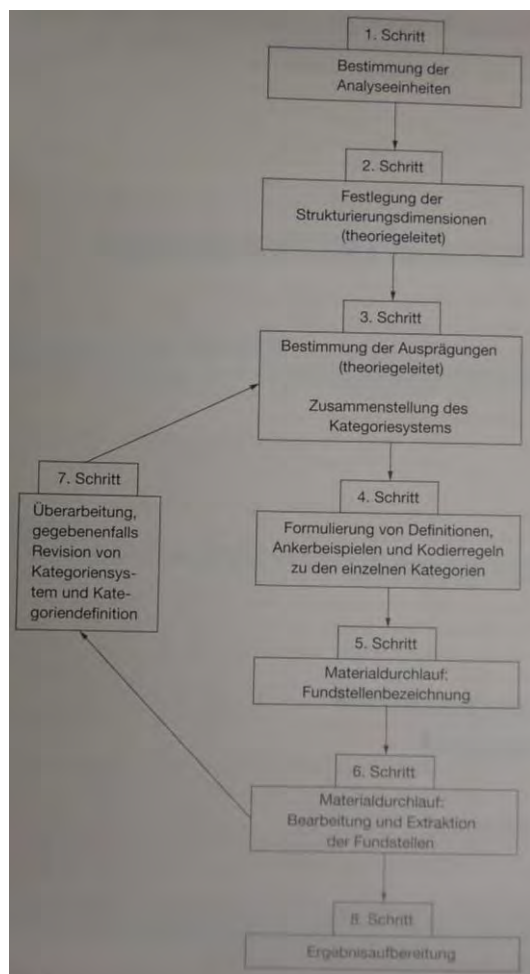 1. Schritt
Bestimmung der
Analyseeinheiten
2. Schritt
Festlegung der
Strukturierungsdimensionen
(theoriegeleitet)
3. Schritt
Bestimmung der Ausprägungen
(theoriegeleitet)
Zusammenstellung des
Kategoriesystems
7. Schritt
Überarbeitung,
gegebenenfalls
Revision von
Kategoriensys-
tem und Kate-
goriendefinition
4. Schritt
Formulierung von Definitionen,
Ankerbeispielen und Kodierregeln
zu den einzelnen Kategorien
5. Schritt
Materialdurchlauf:
Fundstellenbezeichnung
6. Schritt
Materialdurchlauf:
Bearbeitung und Extraktion
der Fundstellen
8. Schritt
Ergebnisaufbereitung